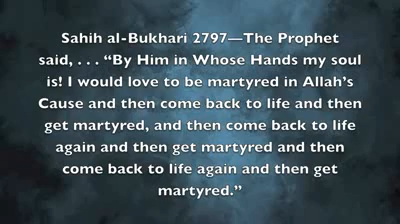 Sahih al-Bukhari 2797—The Prophet
said, . . . “By Him in Whose Hands my soul
is! I would love to be martyred in Allah’s
Cause and then come back to life and then
get martyred, and then come back to life
again and then get martyred and then
come back to life again and then get
martyred.”